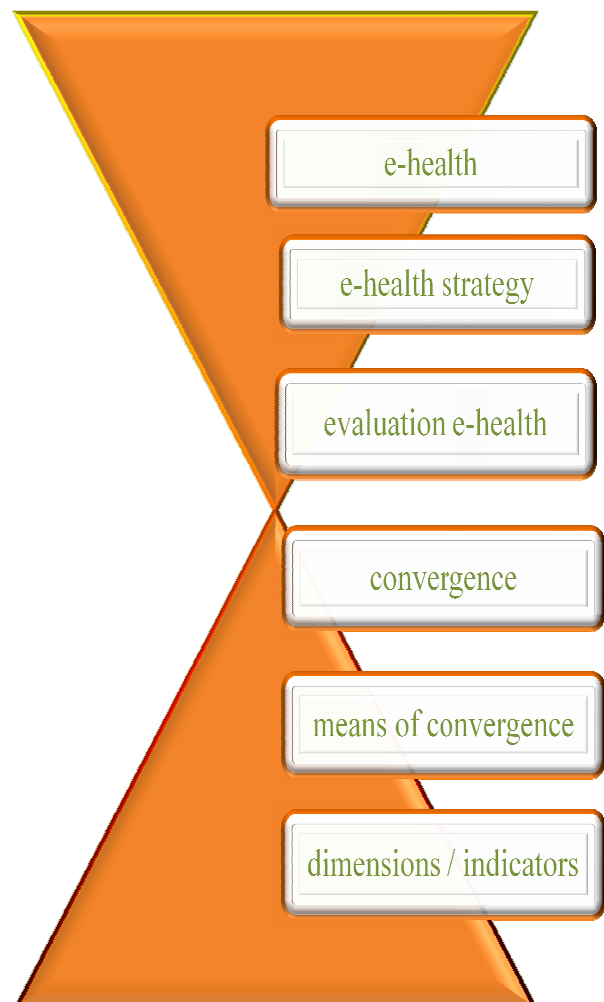 e-health
e-health strategy
evaluation e-health
convergence
means of convergence
dimensions / indicators